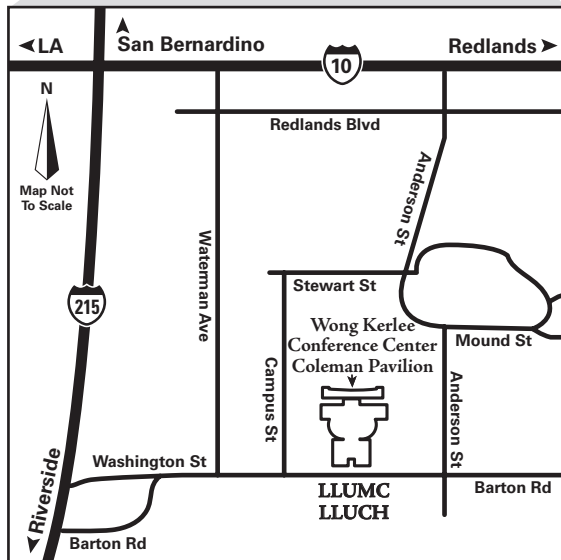 LA
San Bernardino
Redlands
10
N
Map Not
To Scale
Redlands Blvd
Anderson St
Waterman Ave
Stewart St
215
Wong Kerlee
Conference Center
Coleman Pavilion
Mound St
Campus St
Anderson St
Washington St
LLUMC
LLUCH
Barton Rd
Riverside
Barton Rd